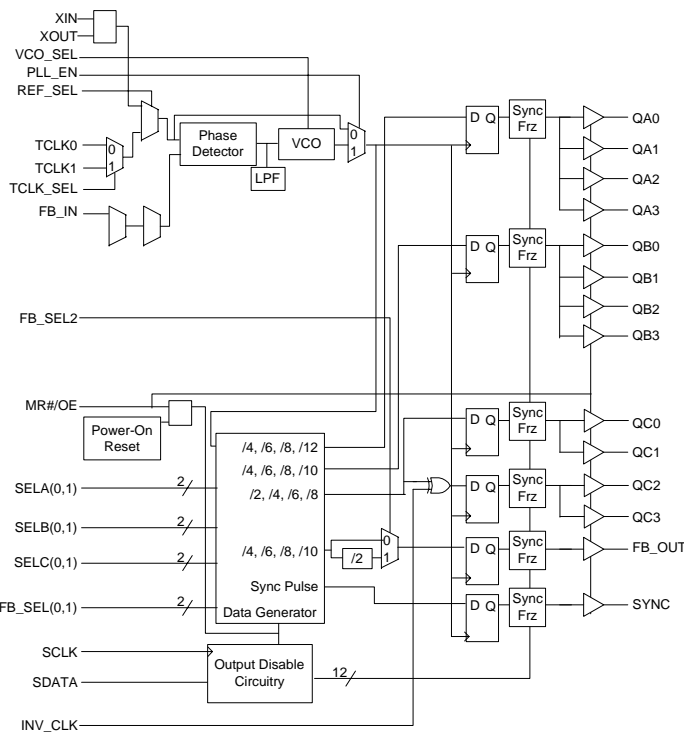 XIN
XOUT
VCO_SEL
PLL_EN
REF_SEL
TCLK0
TCLK1
TCLK_SEL
FB_IN
0
1
Phase
Detector
LPF
VCO
0
1
D Q
Sync
Frz
QA0
QA1
QA2
QA3
D Q
Sync
Frz
QB0
QB1
QB2
QB3
FB_SEL2
MR#/OE
Power-On
Reset
SELA(0,1)
2
SELB(0,1)
2
SELC(0,1)
2
FB_SEL(0,1)
2
/4, /6, /8, /12
/4, /6, /8, /10
/2, /4, /6, /8
/4, /6, /8, /10
/2
0
1
Sync Pulse
Data Generator
D Q
Sync
Frz
QC0
QC1
D Q
Sync
Frz
QC2
QC3
D Q
Sync
Frz
FB_OUT
D Q
Sync
Frz
SYNC
SCLK
SDATA
Output Disable
Circuitry
12
INV_CLK